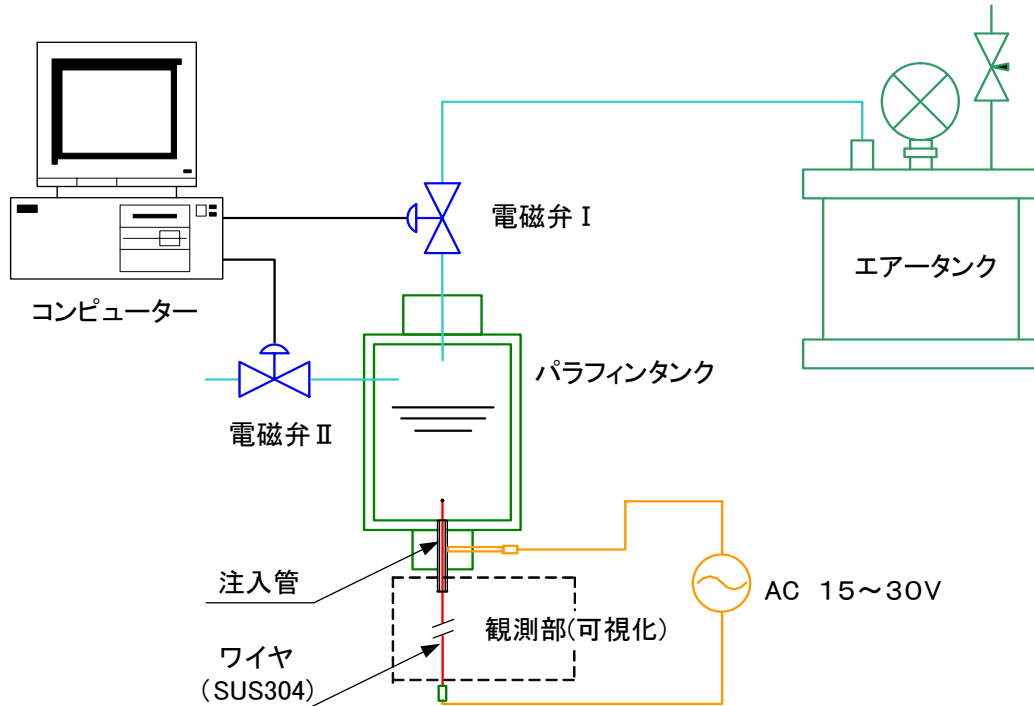 電磁弁Ⅰ
エアータンク
コンピューター
パラフィンタンク
電磁弁Ⅱ
注入管
AC 15～30V
観測部(可視化)
ワイヤ
(SUS304)